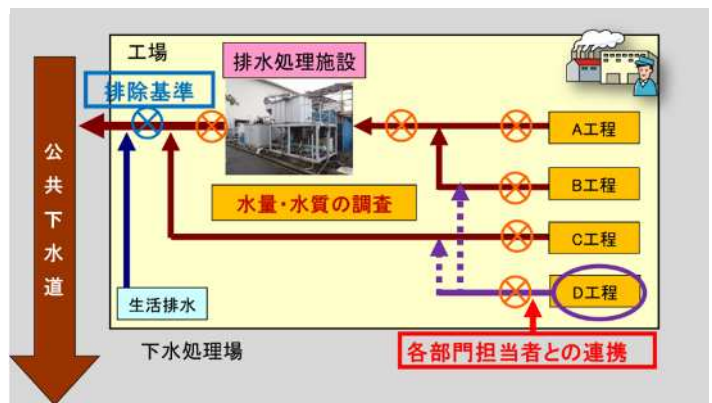 工場
排水処理施設
排除基準
A工程
B工程
水量・水質の調査
C工程
D工程
生活排水
公共下水道
下水処理場
各部門担当者との連携